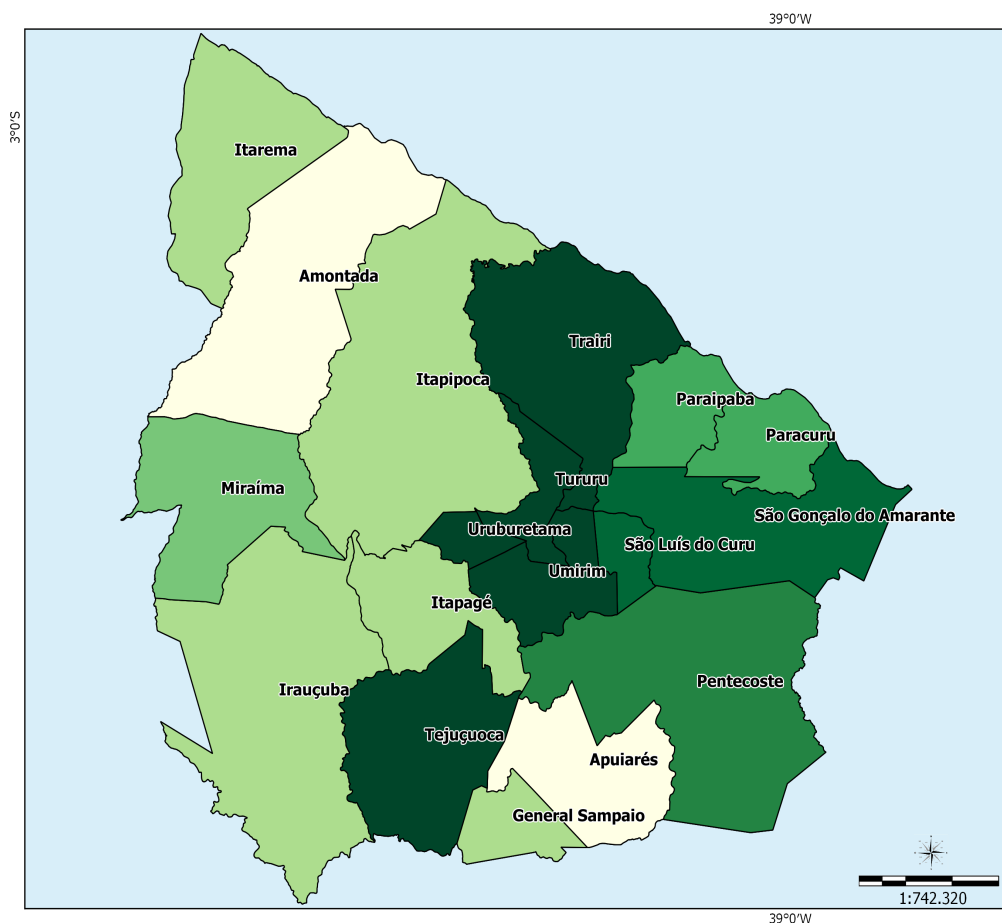 39°0'W
3°0'S
Itarema
Amontada
Trairi
Itapipoca
Paraipaba
Paracuru
Tururu
Miraíma
São Gonçalo do Amarante
Uruburetama
São Luís do Curu
Umirim
Itapagé
Pentecoste
Irauçuba
Tejuçuoca
Apuiarés
General Sampaio
1:742.320
39°0'W